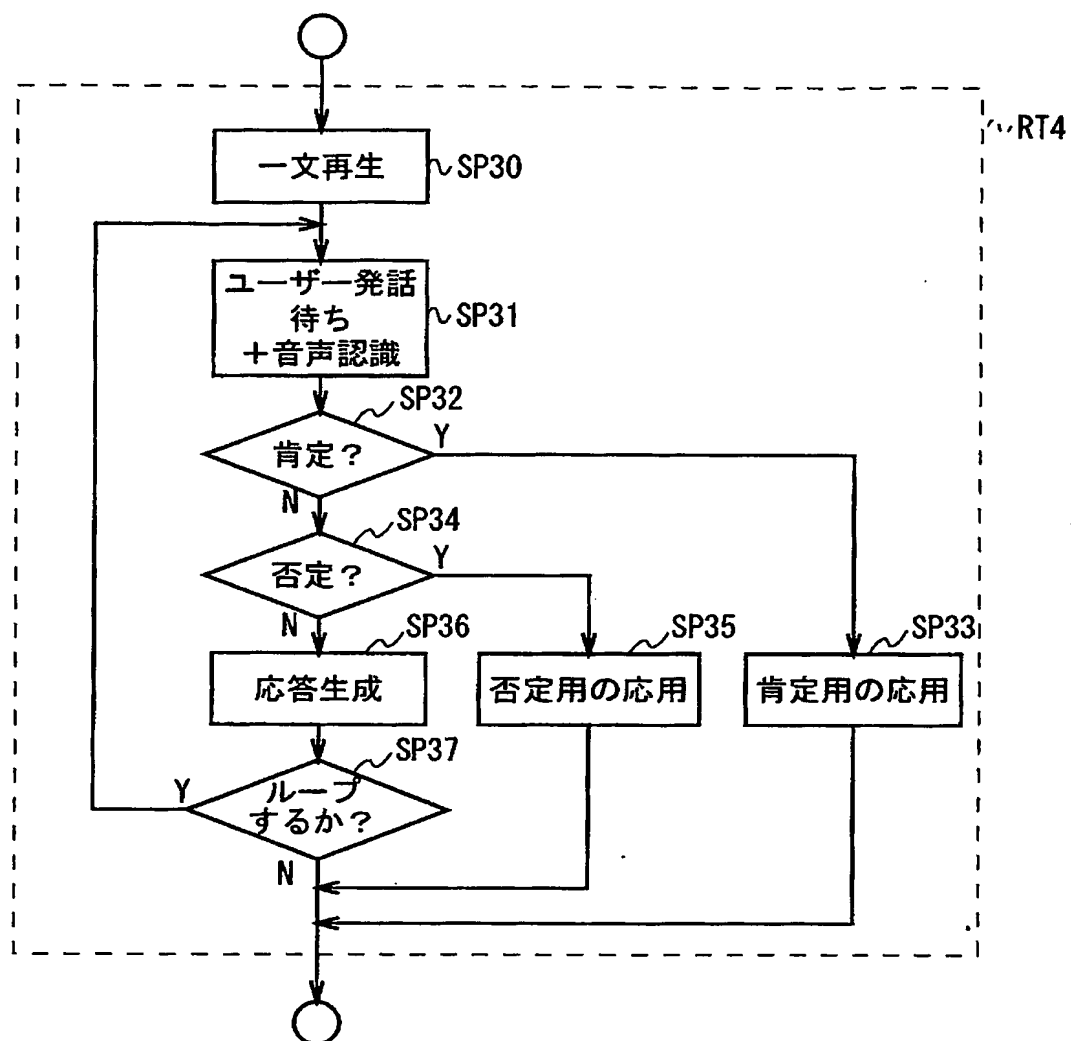 RT4
一文再生
SP30
ユーザー発話
待ち
＋音声認識
SP31
SP32
肯定？
Y
N
SP34
否定？
Y
N
SP36
応答生成
SP35
否定用の応用
SP33
肯定用の応用
SP37
ループ
するか？
Y
N